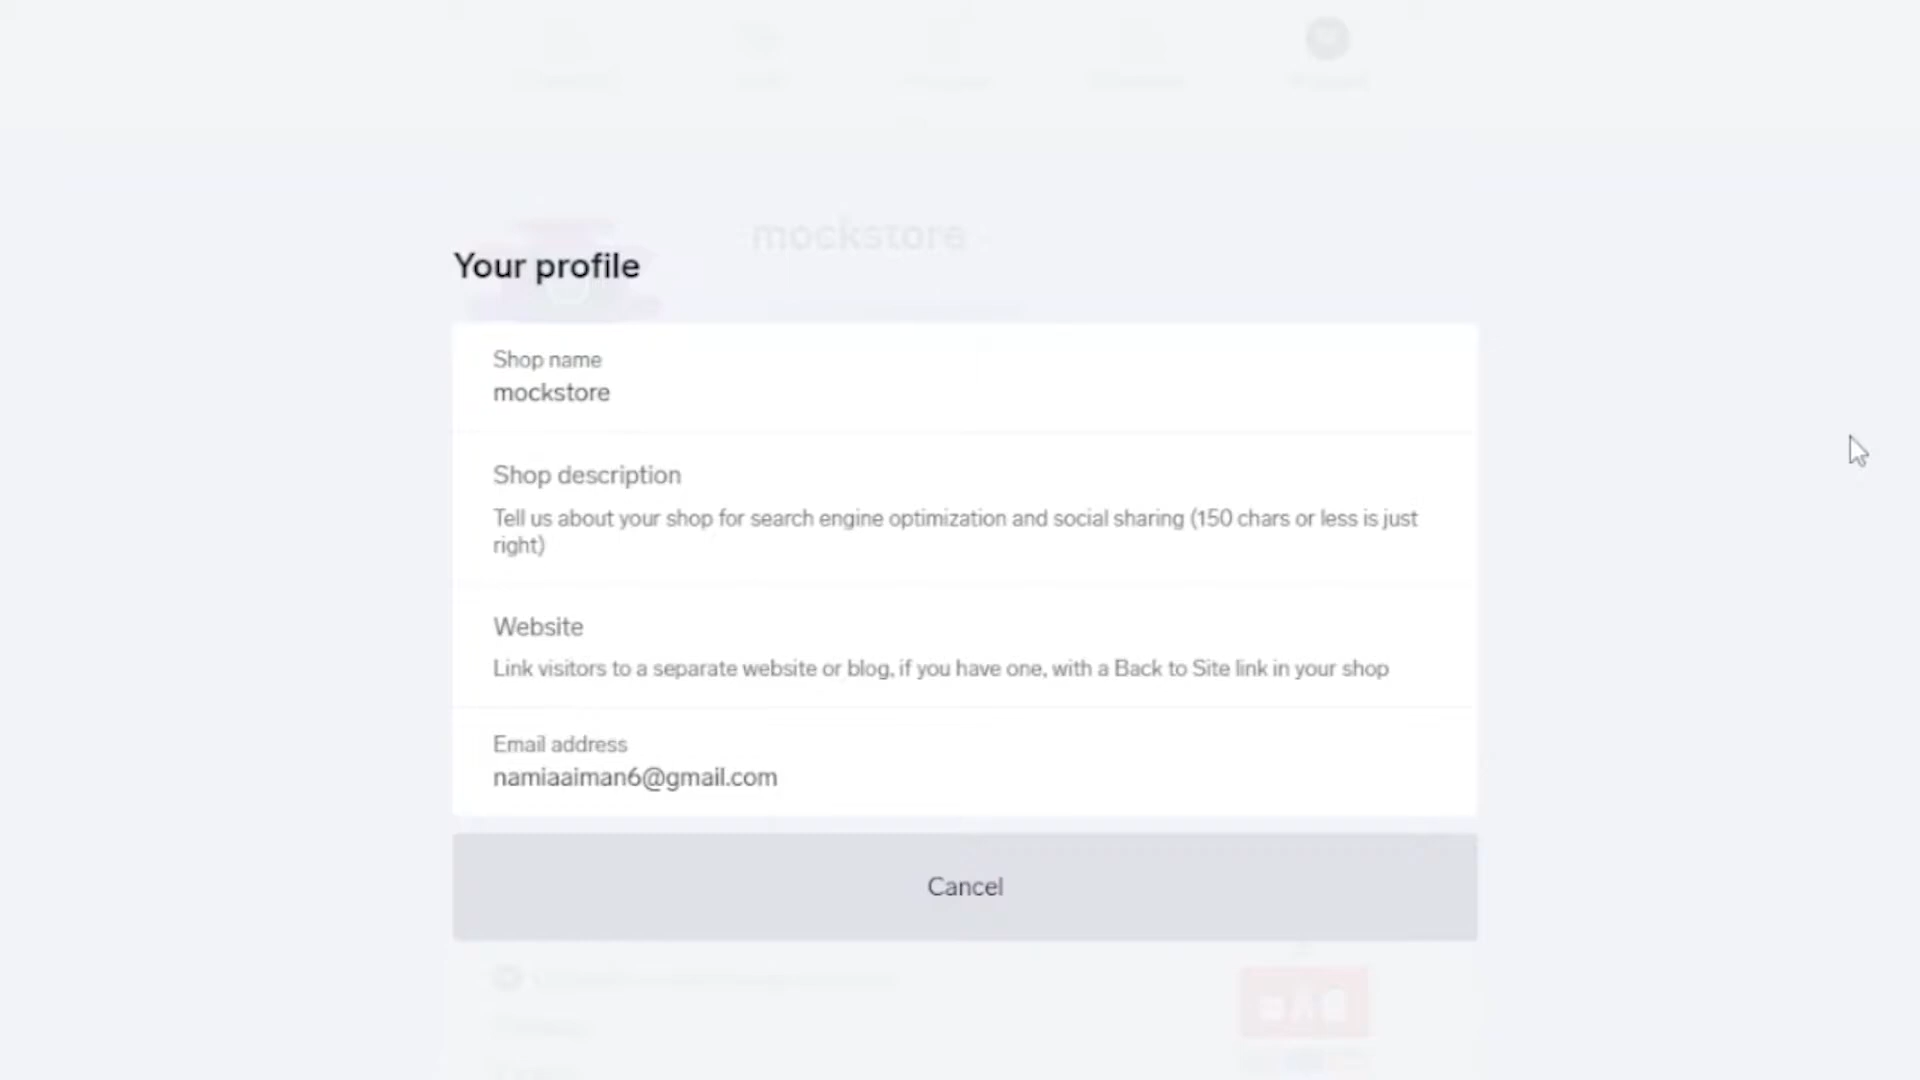 mockstore
Your profile
Shop name
mockstore
Shop description
Tell us about your shop for search engine optimization and social sharing (150 chars or less is just
right)
Website
Link visitors to a separate website or blog, if you have one, with a Back to Site link in your shop
Email address
namiaaiman6@gmail.com
Cancel